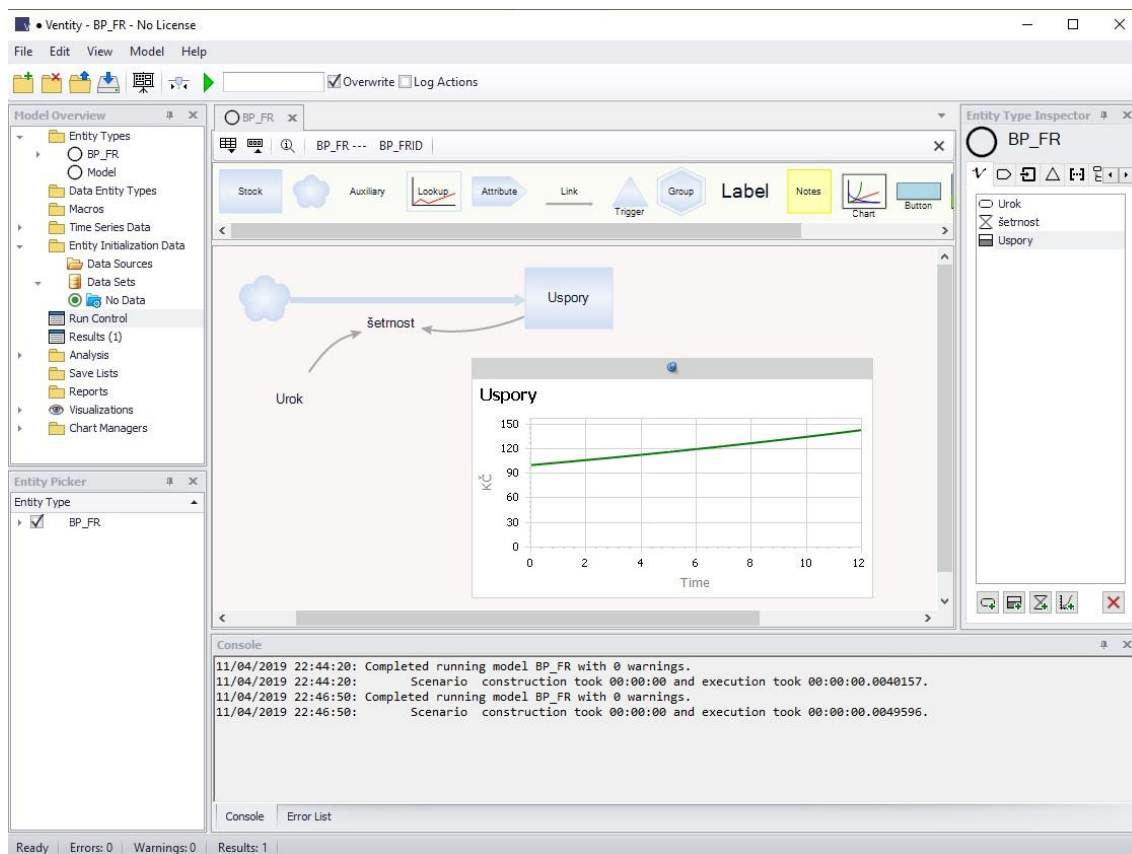 • Ventity - BP_FR - No License
File Edit View Model Help
Overwrite Log Actions
Model Overview
Entity Types
BP_FR
Model
Data Entity Types
Macros
Time Series Data
Entity Initialization Data
Data Sources
Data Sets
No Data
Run Control
Results (1)
Analysis
Save Lists
Reports
Visualizations
Chart Managers
Entity Picker
Entity Type
BP_FR
BP_FR
BP_FR --- BP_FRID
Stock Auxiliary Lookup Attribute Link Trigger Group Label Notes Chart Button
Uspory
šetrnost
Urok
Uspory
150
120
90
60
30
0
KČ
0 2 4 6 8 10 12
Time
Entity Type Inspector
BP_FR
Urok
šetrnost
Uspory
Console
11/04/2019 22:44:20: Completed running model BP_FR with 0 warnings.
11/04/2019 22:44:20: Scenario construction took 00:00:00 and execution took 00:00:00.0040157.
11/04/2019 22:46:50: Completed running model BP_FR with 0 warnings.
11/04/2019 22:46:50: Scenario construction took 00:00:00 and execution took 00:00:00.0049596.
Console Error List
Ready Errors: 0 Warnings: 0 Results: 1